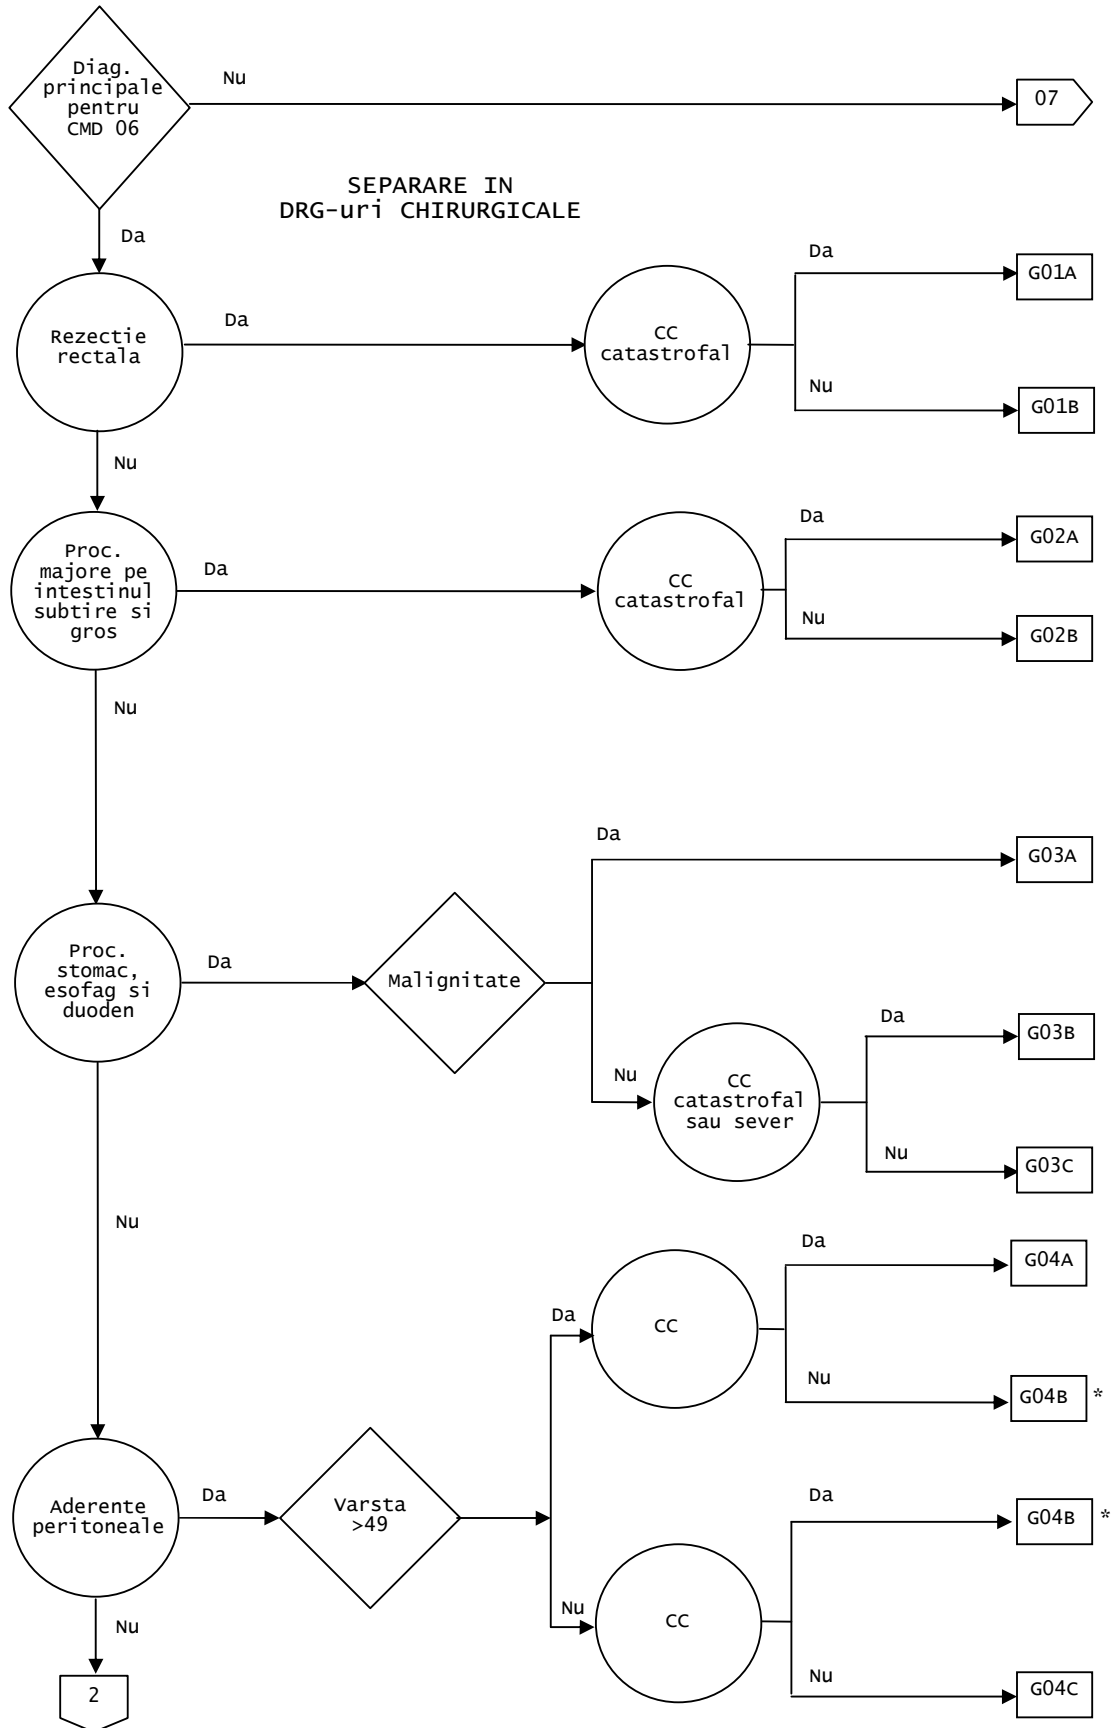 Diag.
principale
pentru
CMD 06
Nu
07
SEPARARE IN
DRG-uri CHIRURGICALE
Da
Rezectie
rectala
Da
CC
catastrofal
Da
G01A
Nu
G01B
Nu
Proc.
majore pe
intestinul
subtire si
gros
Da
CC
catastrofal
Da
G02A
Nu
G02B
Nu
Proc.
stomac,
esofag si
duoden
Da
Malignitate
Da
G03A
Nu
CC
catastrofal
sau sever
Da
G03B
Nu
G03C
Nu
Aderente
peritoneale
Da
Varsta
>49
Da
CC
Da
G04A
Nu
G04B *
Nu
CC
Da
G04B *
Nu
G04C
Nu
2